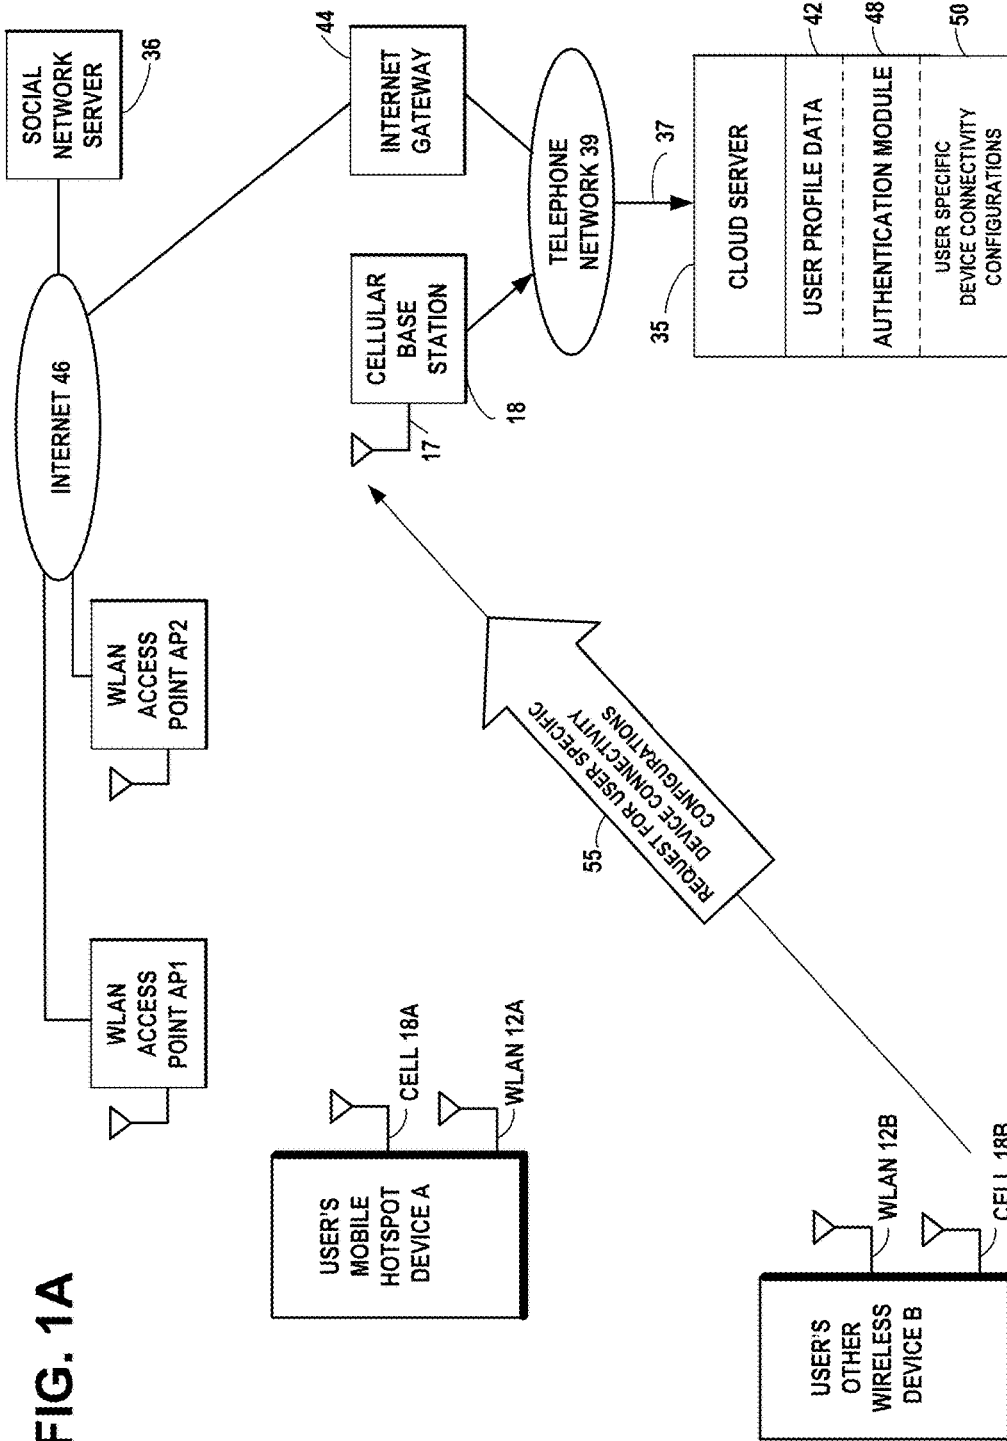 FIG. 1A
WLAN
ACCESS
POINT AP1
WLAN
ACCESS
POINT AP2
INTERNET 46
SOCIAL
NETWORK
SERVER
36
USER'S
MOBILE
HOTSPOT
DEVICE A
CELL 18A
WLAN 12A
CELLULAR
BASE
STATION
17
18
INTERNET
GATEWAY
44
TELEPHONE
NETWORK 39
37
35
CLOUD SERVER
USER PROFILE DATA
42
AUTHENTICATION MODULE
48
USER SPECIFIC
DEVICE CONNECTIVITY
CONFIGURATIONS
50
55
REQUEST FOR USER SPECIFIC
DEVICE CONNECTIVITY
CONFIGURATIONS
USER'S
OTHER
WIRELESS
DEVICE B
WLAN 12B
CELL 18B